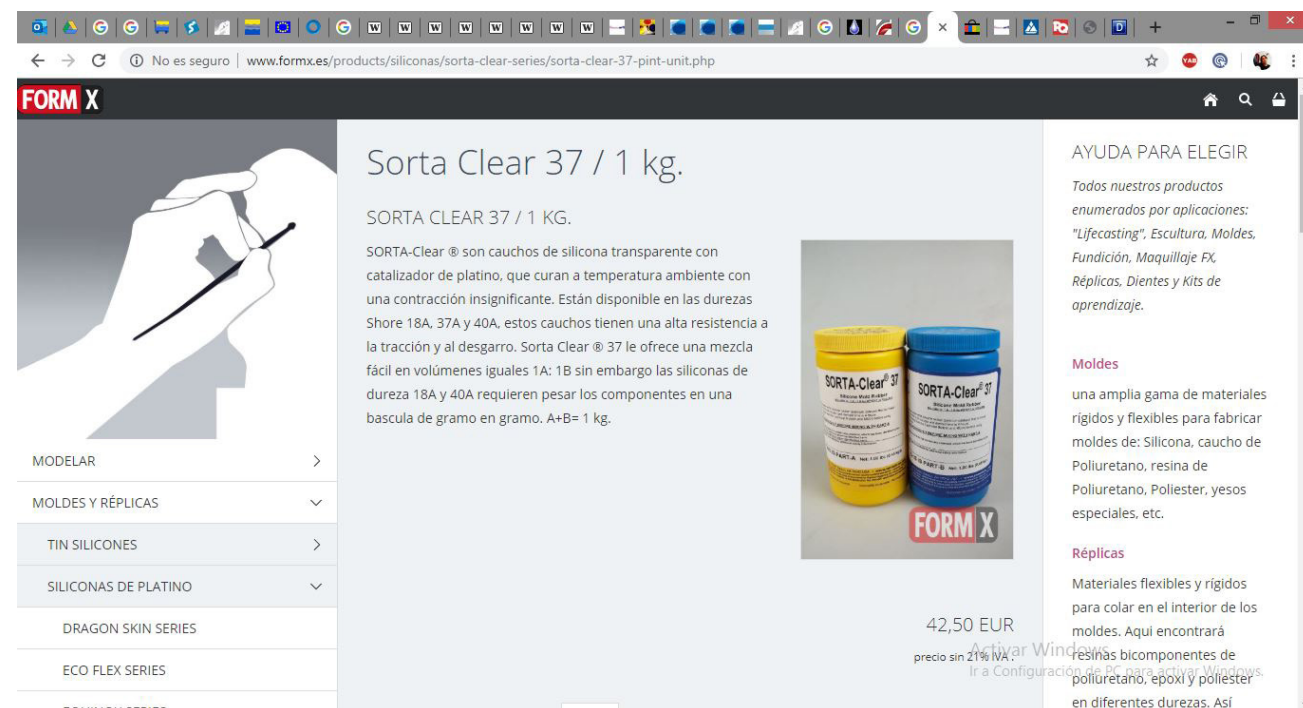 No es seguro
www.formx.es/products/siliconas/sorta-clear-series/sorta-clear-37-pint-unit.php
FORM X
MODELAR
MOLDES Y RÉPLICAS
TIN SILICONES
SILICONAS DE PLATINO
DRAGON SKIN SERIES
ECO FLEX SERIES
Sorta Clear 37 / 1 kg.
SORTA CLEAR 37 / 1 KG.
SORTA-Clear ® son cauchos de silicona transparente con
catalizador de platino, que curan a temperatura ambiente con
una contracción insignificante. Están disponible en las durezas
Shore 18A, 37A y 40A, estos cauchos tienen una alta resistencia a
la tracción y al desgarro. Sorta Clear ® 37 le ofrece una mezcla
fácil en volúmenes iguales 1A: 1B sin embargo las siliconas de
dureza 18A y 40A requieren pesar los componentes en una
bascula de gramo en gramo. A+B= 1 kg.
SORTA-Clear® 37
SORTA-Clear® 37
FORM X
42,50 EUR
precio sin 21% IVA .
AYUDA PARA ELEGIR
Todos nuestros productos
enumerados por aplicaciones:
"Lifecasting", Escultura, Moldes,
Fundición, Maquillaje FX,
Réplicas, Dientes y Kits de
aprendizaje.
Moldes
una amplia gama de materiales
rígidos y flexibles para fabricar
moldes de: Silicona, caucho de
Poliuretano, resina de
Poliuretano, Poliester, yesos
especiales, etc.
Réplicas
Materiales flexibles y rígidos
para colar en el interior de los
moldes. Aqui encontrará
resinas bicomponentes de
poliuretano, epoxi y poliester
en diferentes durezas. Así
Activar Windows
Ir a Configuración de PC para activar Windows.